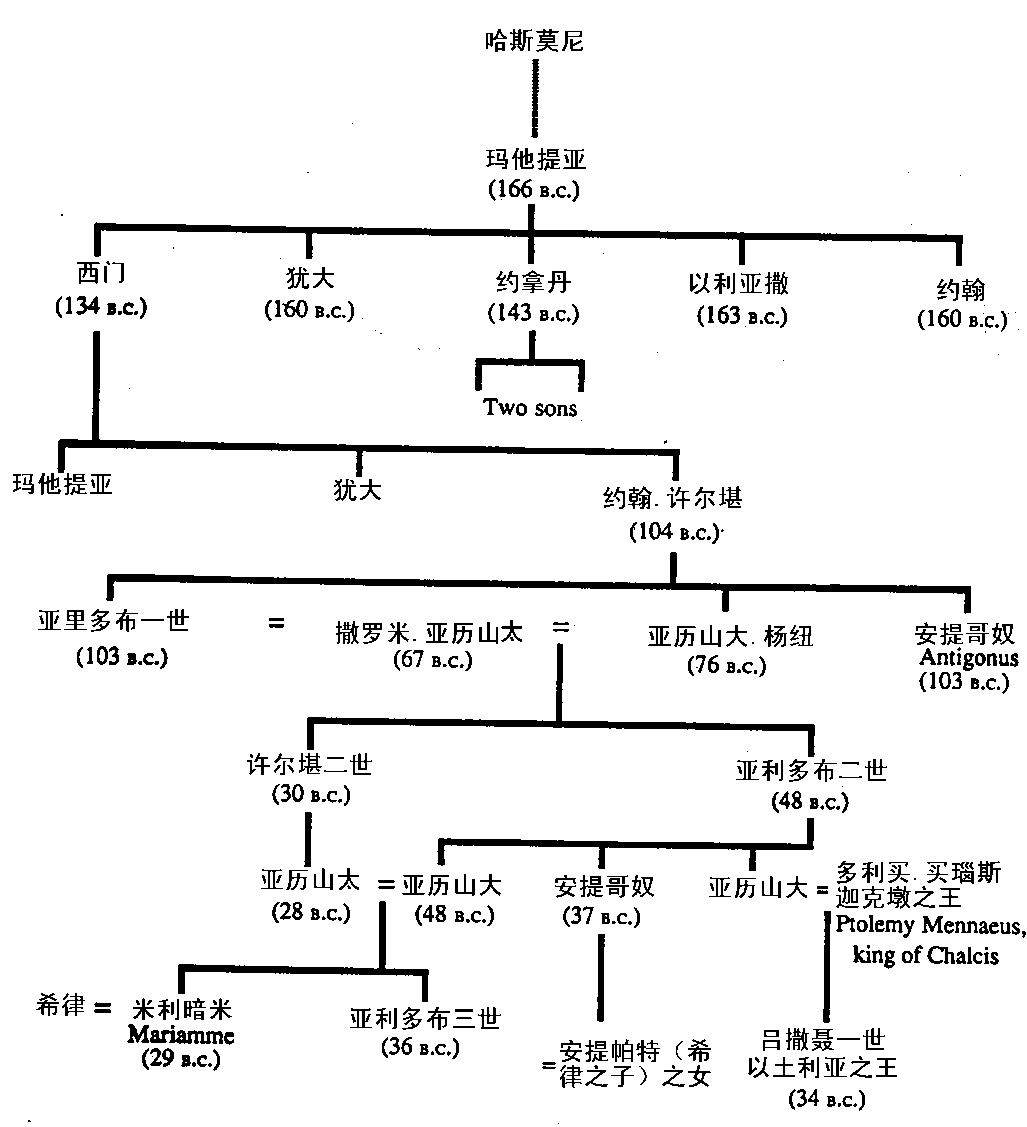 哈斯莫尼
玛他提亚
(166 B.C.)
西门
(134 B.C.)
犹大
(160 B.C.)
约拿丹
(143 B.C.)
以利亚撒
(163 B.C.)
约翰
(160 B.C.)
Two sons
玛他提亚
犹大
约翰.许尔堪
(104 B.C.)
亚里多布一世
(103 B.C.)
=
撒罗米.亚历山太
(67 B.C.)
=
亚历山大.杨纽
(76 B.C.)
安提哥奴
Antigonus
(103 B.C.)
许尔堪二世
(30 B.C.)
亚利多布二世
(48 B.C.)
亚历山太
(28 B.C.)
=
亚历山大
(48 B.C.)
安提哥奴
(37 B.C.)
亚历山大 =
多利买.买瑙斯
迦克墩之王
Ptolemy Mennaeus,
king of Chalcis
希律 =
米利暗米
Mariamme
(29 B.C.)
亚利多布三世
(36 B.C.)
=安提帕特（希
律之子）之女
吕撒聂一世
以土利亚之王
(34 B.C.)